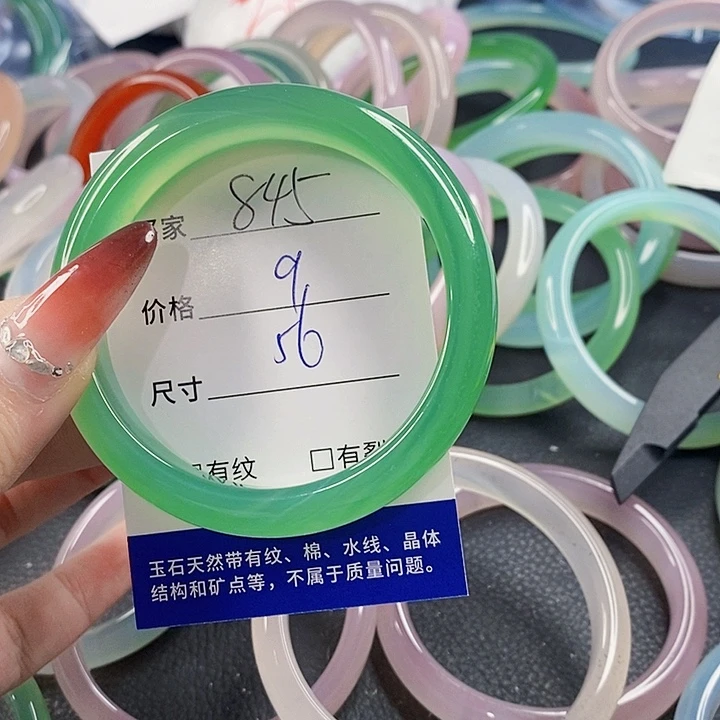 家 845
价格 9
尺寸 56
有纹 □有裂
玉石天然带有纹、棉、水线、晶体
结构和矿点等，不属于质量问题。